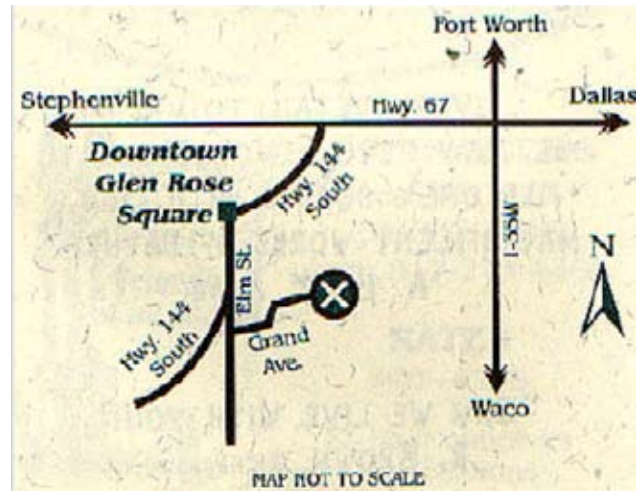 Fort Worth
Stephenville
Hwy. 67
Dallas
Downtown
Glen Rose
Square
Hwy. 144
South
I-35W
N
Elm St.
Hwy. 144
South
Grand
Ave.
Waco
MAP NOT TO SCALE